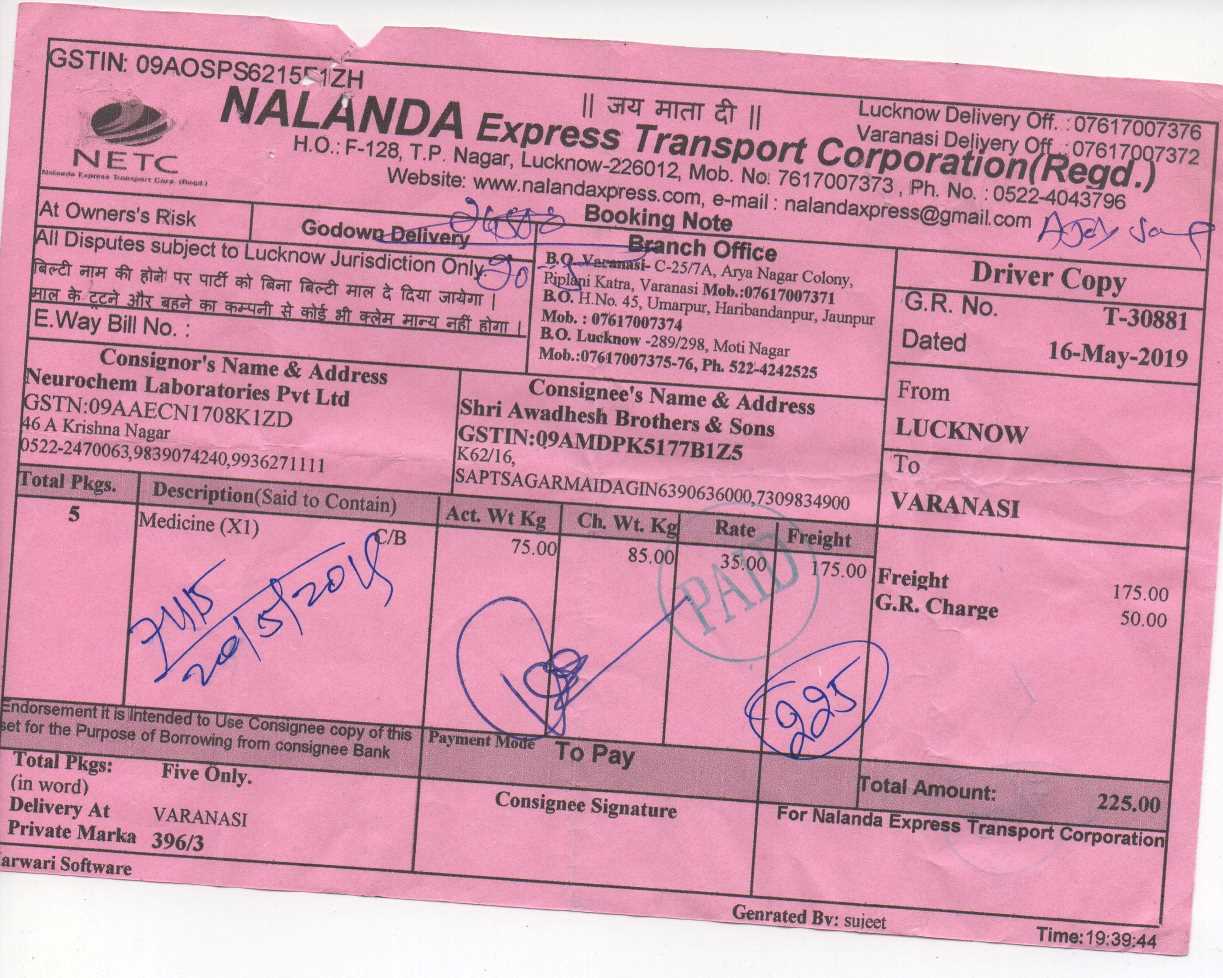 GSTIN: 09AOSPS6215F1ZH
|| जय माता दी ||
Lucknow Delivery Off. :07617007376
Varanasi Delivery Off. :07617007372
NETC
Nalanda Express Transport Corp. (Regd.)
NALANDA Express Transport Corporation(Regd.)
H.O.: F-128, T.P. Nagar, Lucknow-226012, Mob. No: 7617007373 , Ph. No. : 0522-4043796
Website: www.nalandaxpress.com, e-mail : nalandaxpress@gmail.com
At Owners's Risk
Godown Delivery
Booking Note
All Disputes subject to Lucknow Jurisdiction Only
बिल्टी नाम की होने पर पार्टी को बिना बिल्टी माल दे दिया जायेगा ।
माल के टटने और बहने का कम्पनी से कोई भी क्लेम मान्य नहीं होगा ।
E.Way Bill No. :
Branch Office
B.O. Varanasi- C-25/7A, Arya Nagar Colony,
Piplani Katra, Varanasi Mob.:07617007371
B.O. H.No. 45, Umarpur, Haribandanpur, Jaunpur
Mob. : 07617007374
B.O. Lucknow -289/298, Moti Nagar
Mob.:07617007375-76, Ph. 522-4242525
Driver Copy
G.R. No. T-30881
Dated 16-May-2019
Consignor's Name & Address
Neurochem Laboratories Pvt Ltd
GSTN:09AAECN1708K1ZD
46 A Krishna Nagar
0522-2470063,9839074240,9936271111
Consignee's Name & Address
Shri Awadhesh Brothers & Sons
GSTIN:09AMDPK5177B1Z5
K62/16,
SAPTSAGARMAIDAGIN6390636000,7309834900
From
LUCKNOW
To
VARANASI
Total Pkgs. Description(Said to Contain) Act. Wt Kg Ch. Wt. Kg Rate Freight
5 Medicine (X1) C/B 75.00 85.00 35.00 175.00
Freight 175.00
G.R. Charge 50.00
PAID
20/5/2019
225
Endorsement it is Intended to Use Consignee copy of this
set for the Purpose of Borrowing from consignee Bank
Payment Mode To Pay
Total Amount: 225.00
Total Pkgs: Five Only.
(in word)
Delivery At VARANASI
Private Marka 396/3
Consignee Signature
For Nalanda Express Transport Corporation
arwari Software
Genrated By: sujeet
Time:19:39:44